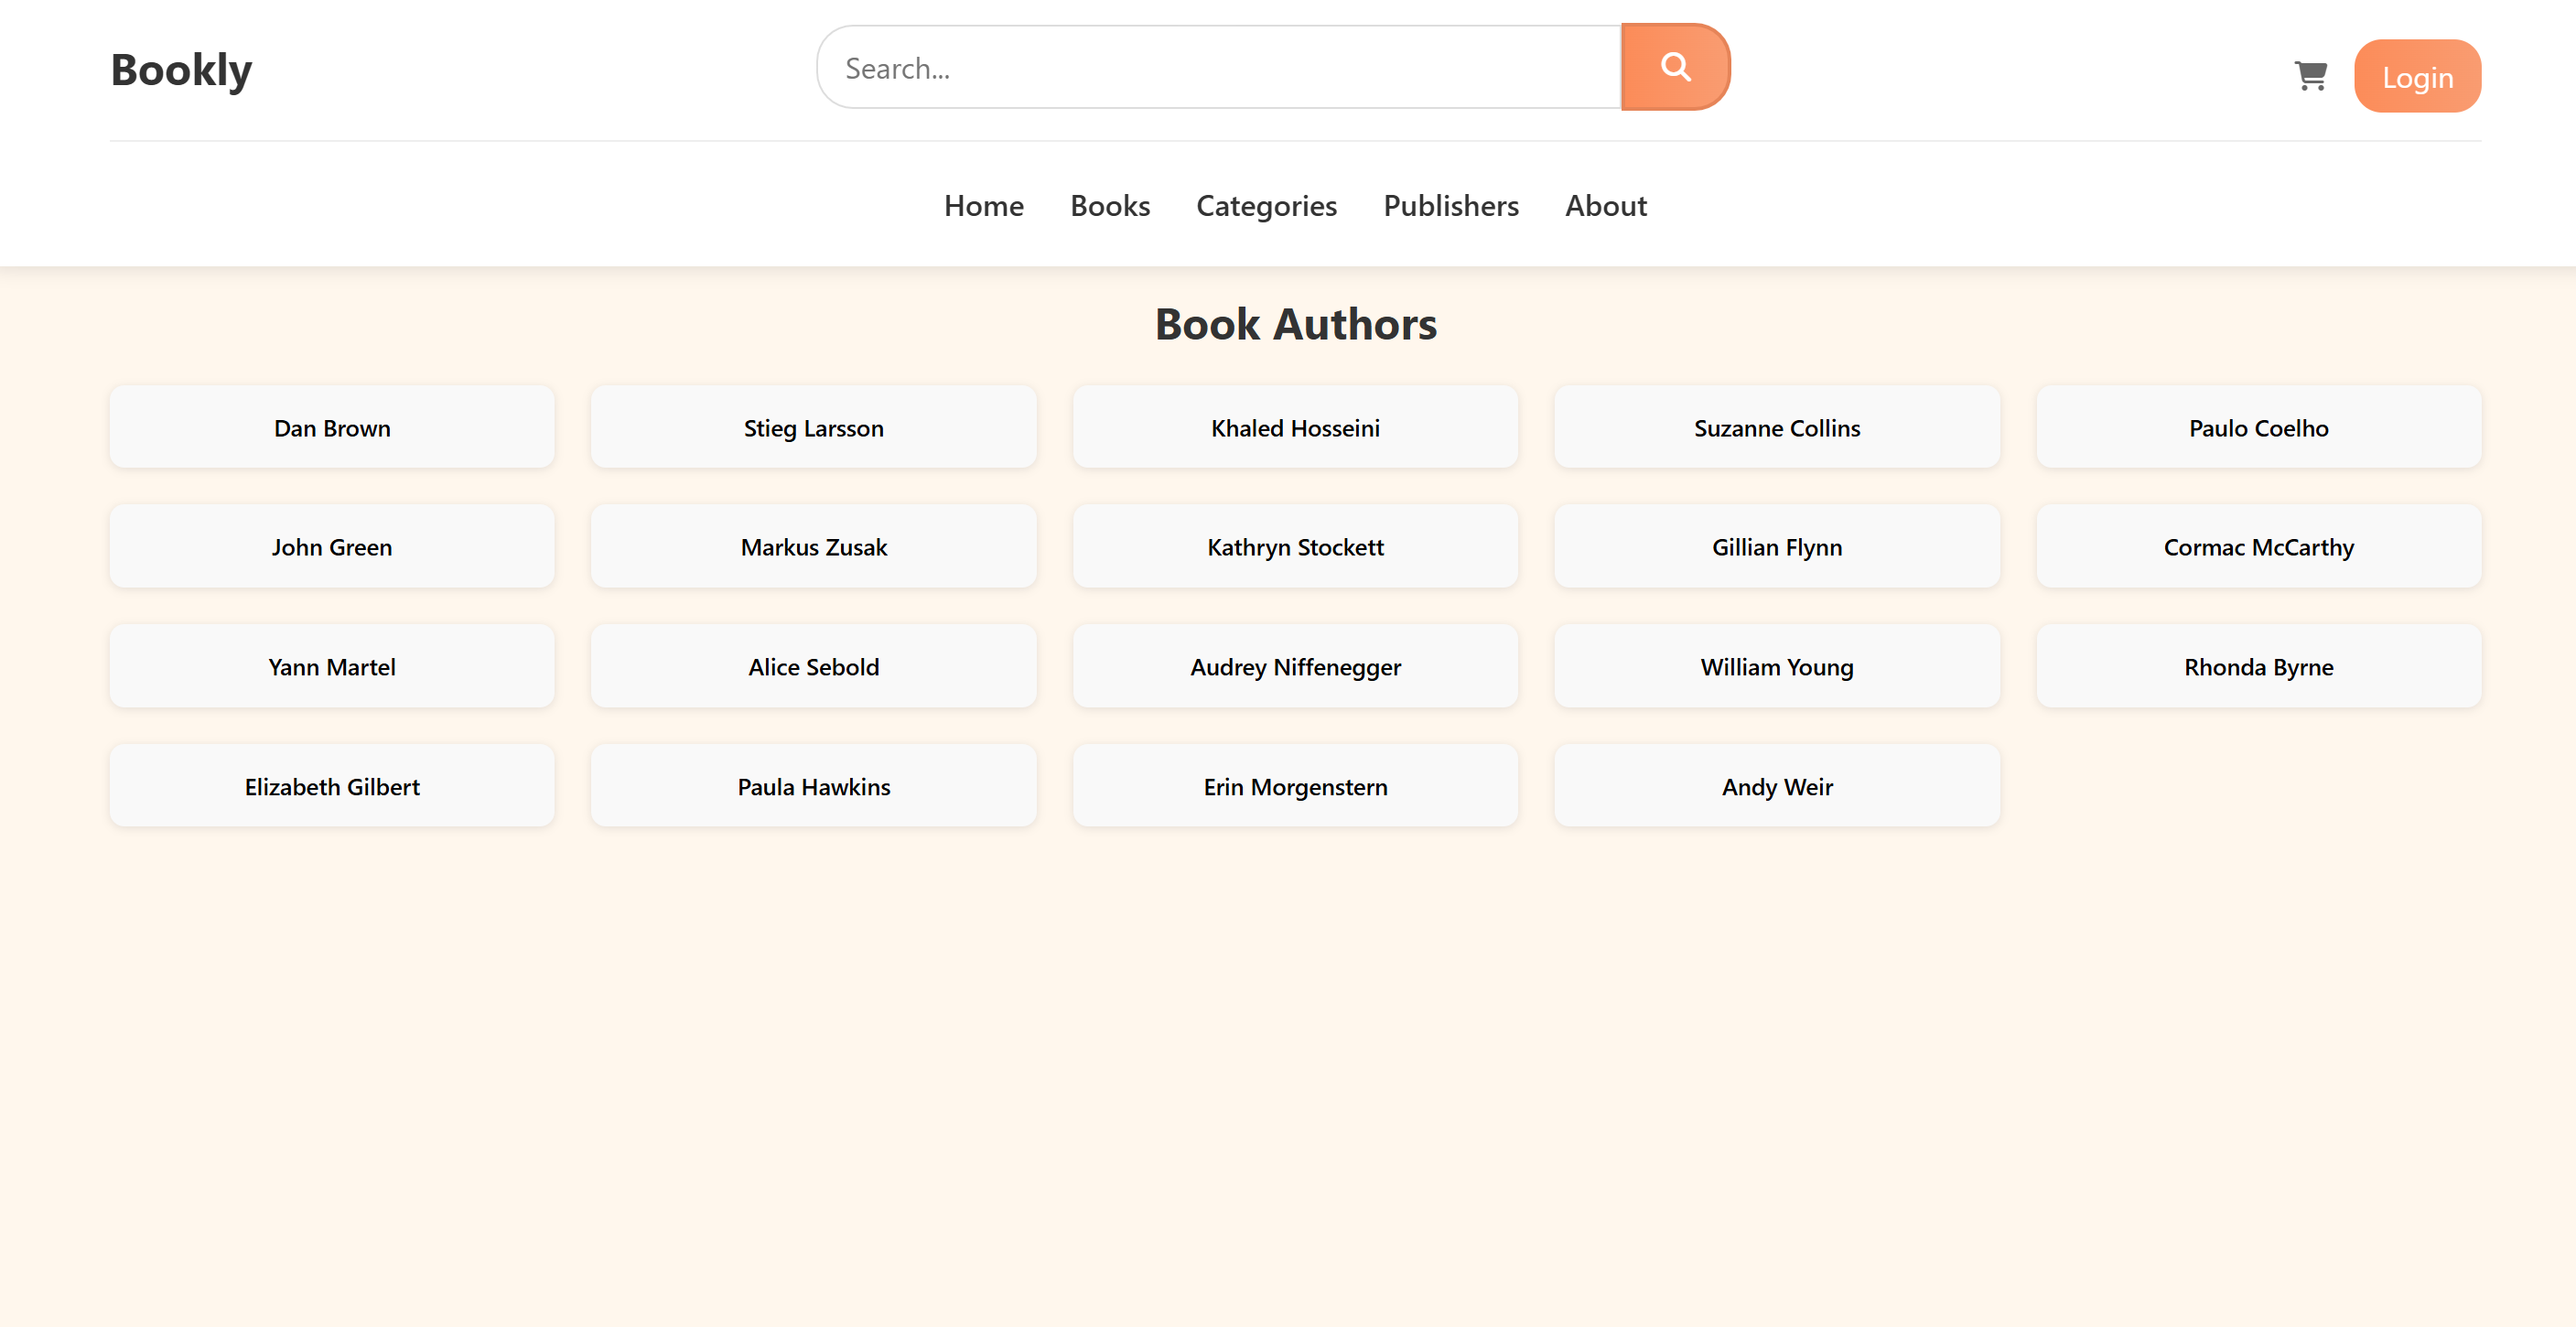 Bookly
Search...
Login
Home Books Categories Publishers About
Book Authors
Dan Brown Stieg Larsson Khaled Hosseini Suzanne Collins Paulo Coelho
John Green Markus Zusak Kathryn Stockett Gillian Flynn Cormac McCarthy
Yann Martel Alice Sebold Audrey Niffenegger William Young Rhonda Byrne
Elizabeth Gilbert Paula Hawkins Erin Morgenstern Andy Weir